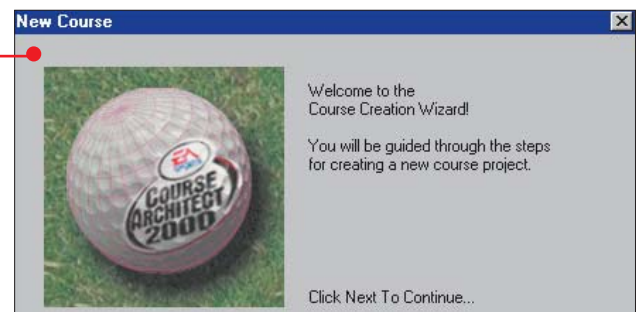 New Course
Welcome to the
Course Creation Wizard!
You will be guided through the steps
for creating a new course project.
EA
SPORTS
COURSE
ARCHITECT
2000
Click Next To Continue...